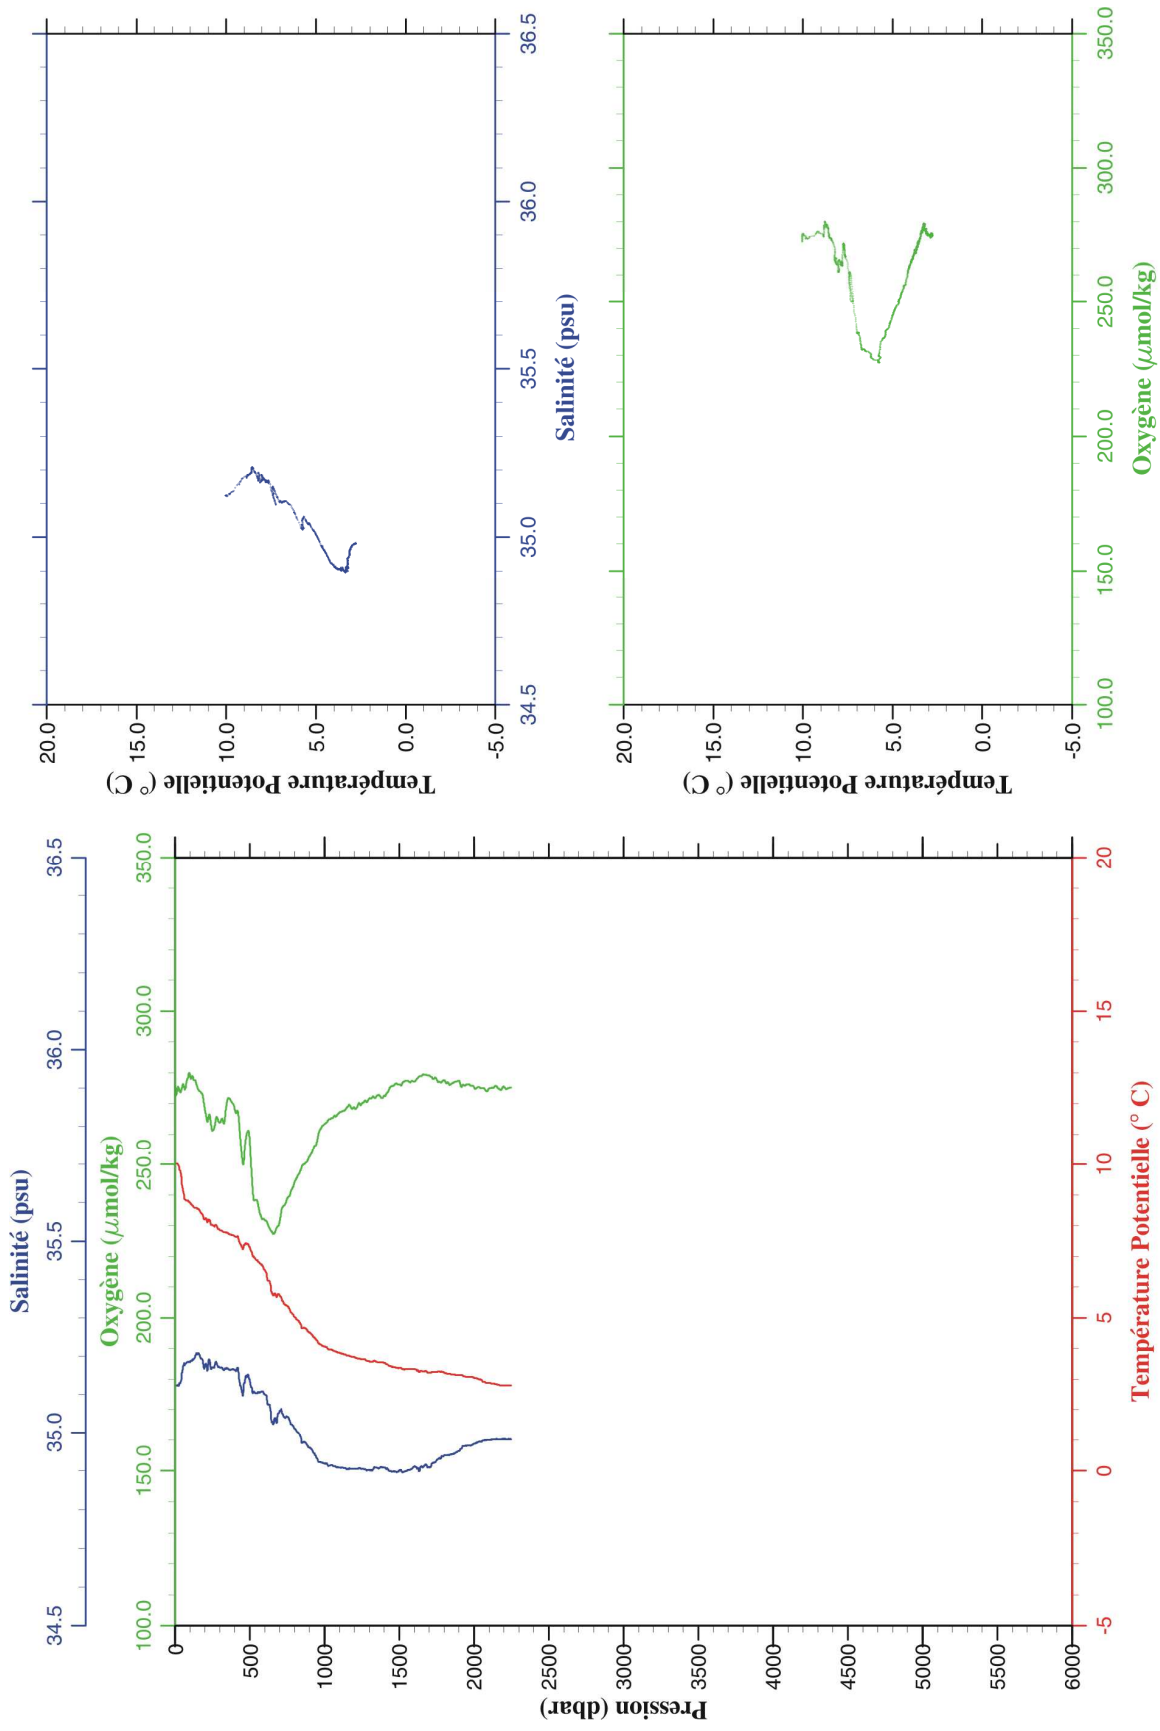 Salinité (psu)
34.5 35.0 35.5 36.0 36.5
Oxygène (μmol/kg)
100.0 150.0 200.0 250.0 300.0 350.0
Pression (dbar)
0
500
1000
1500
2000
2500
3000
3500
4000
4500
5000
5500
6000
-5 0 5 10 15 20
Température Potentielle (° C)
Température Potentielle (° C)
20.0
15.0
10.0
5.0
0.0
-5.0
34.5 35.0 35.5 36.0 36.5
Salinité (psu)
Température Potentielle (° C)
20.0
15.0
10.0
5.0
0.0
-5.0
100.0 150.0 200.0 250.0 300.0 350.0
Oxygène (μmol/kg)